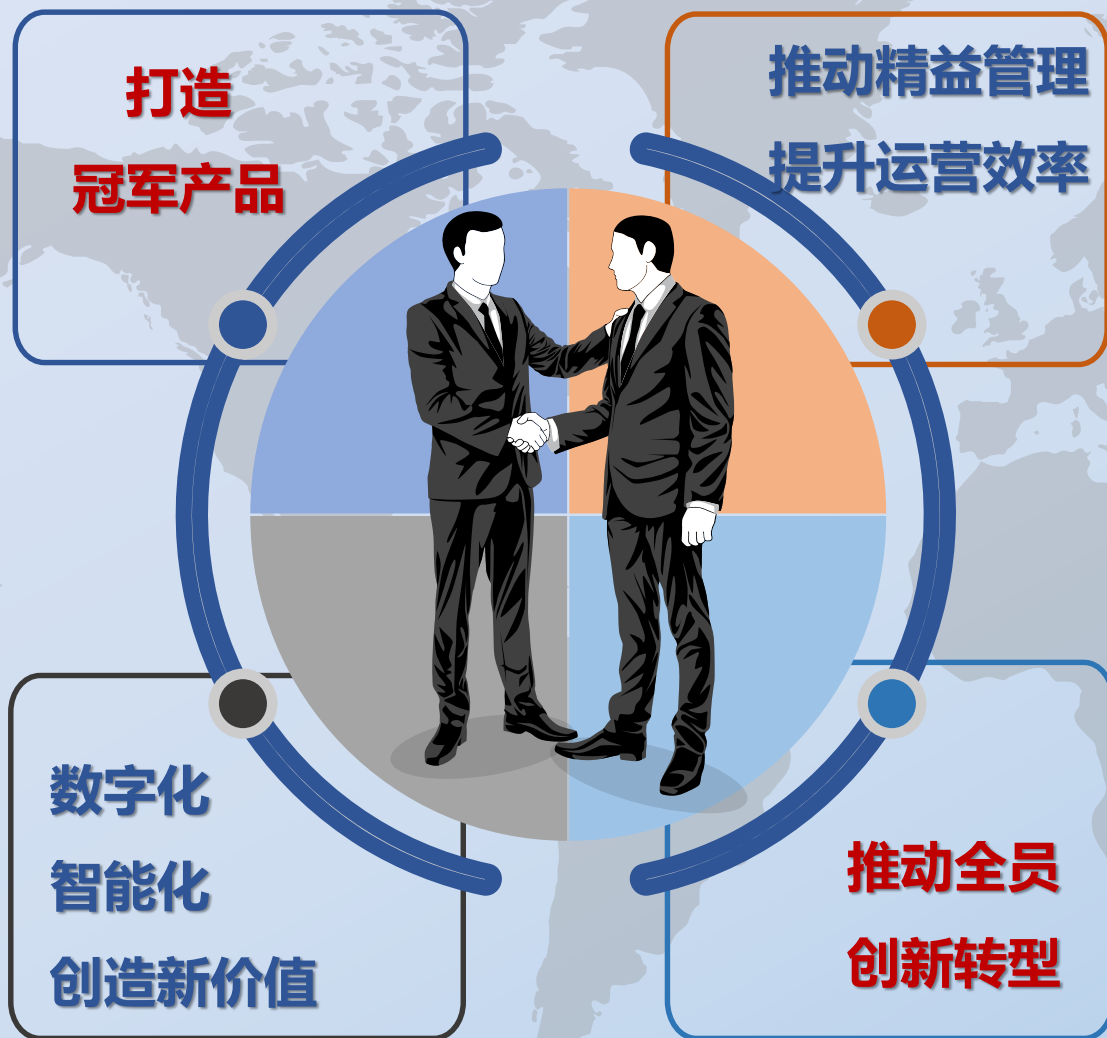 打造
冠军产品
推动精益管理
提升运营效率
数字化
智能化
创造新价值
推动全员
创新转型